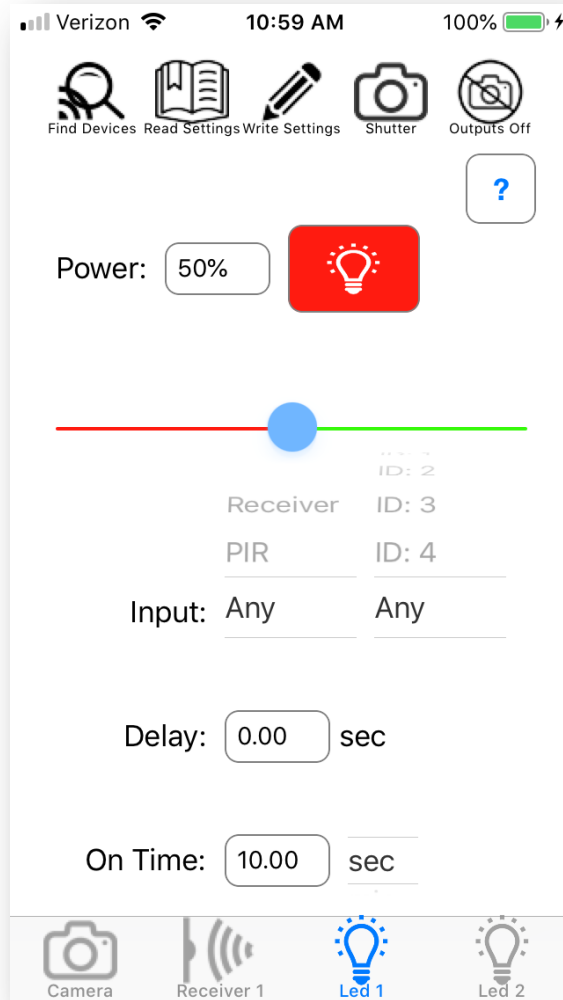 Verizon 10:59 AM 100%
Find Devices Read Settings Write Settings Shutter Outputs Off
?
Power: 50%
ID: 2
Receiver ID: 3
PIR ID: 4
Input: Any Any
Delay: 0.00 sec
On Time: 10.00 sec
Camera Receiver 1 Led 1 Led 2